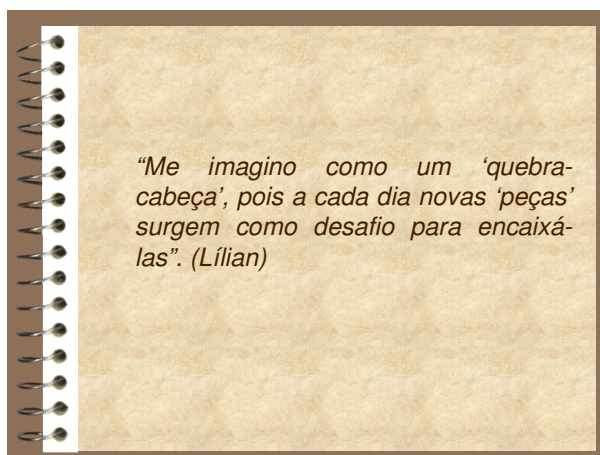 “Me imagino como um ‘quebra-
cabeça’, pois a cada dia novas ‘peças’
surgem como desafio para encaixá-
las”. (Lílian)